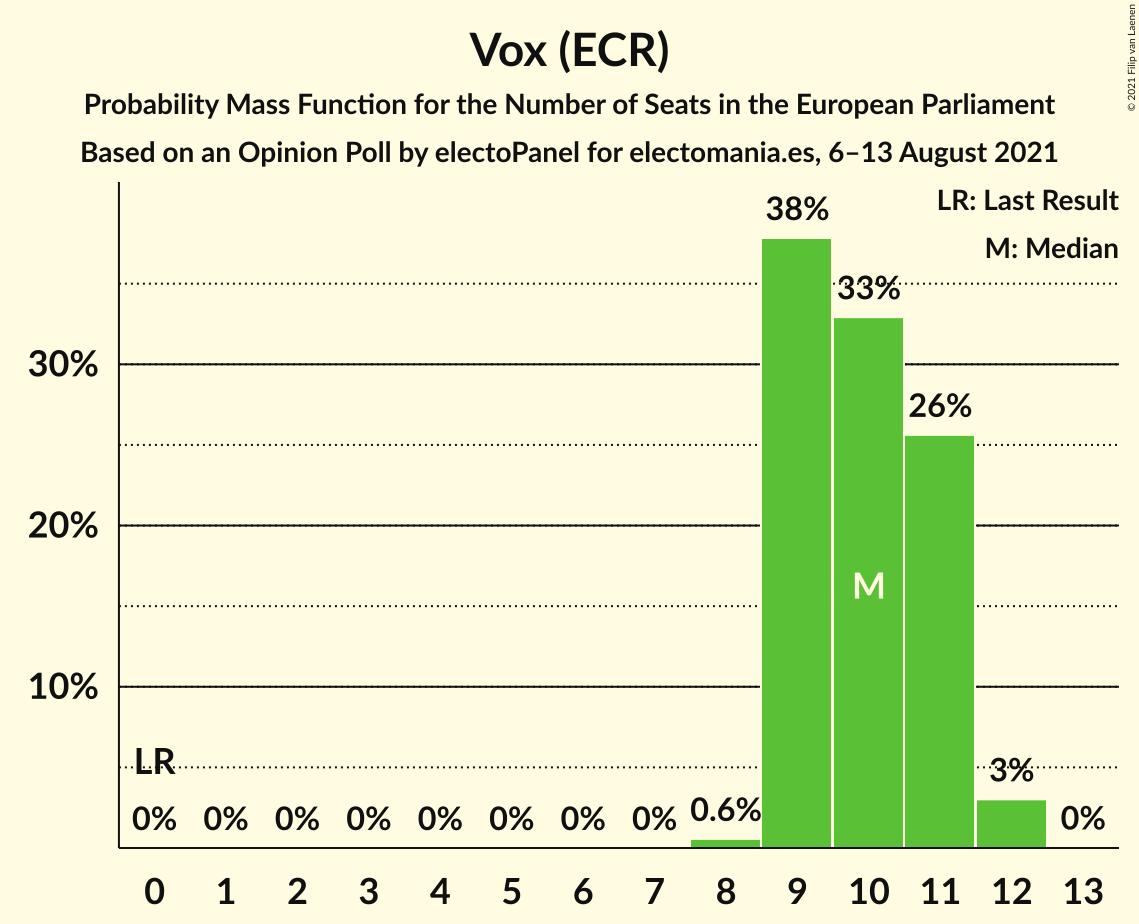 Vox (ECR)
Probability Mass Function for the Number of Seats in the European Parliament
Based on an Opinion Poll by electoPanel for electomania.es, 6–13 August 2021
© 2021 Filip van Laenen
LR: Last Result
M: Median
38%
33%
30%
26%
20%
M
10%
LR
3%
0% 0% 0% 0% 0% 0% 0% 0% 0.6% 0%
0 1 2 3 4 5 6 7 8 9 10 11 12 13